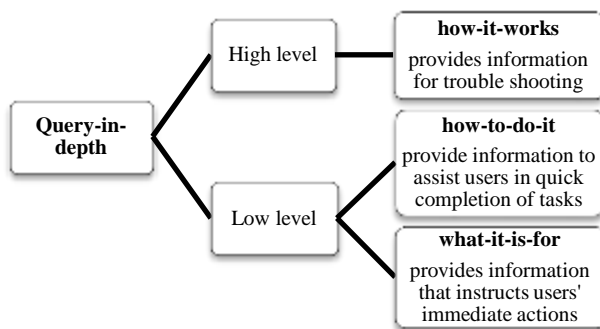 Query-in-
depth
High level
Low level
how-it-works
provides information
for trouble shooting
how-to-do-it
provide information to
assist users in quick
completion of tasks
what-it-is-for
provides information
that instructs users'
immediate actions